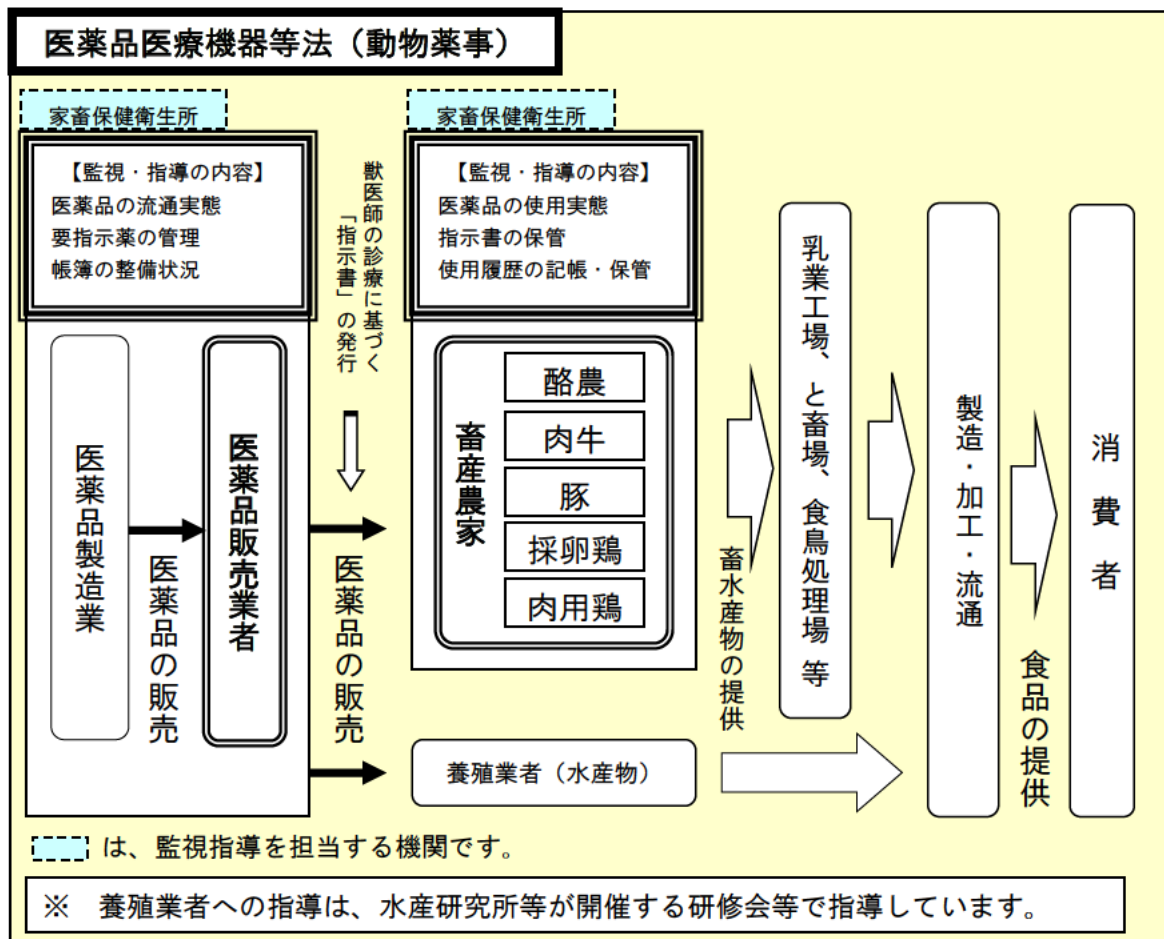 医薬品医療機器等法（動物薬事）
家畜保健衛生所
【監視・指導の内容】
医薬品の流通実態
要指示薬の管理
帳簿の整備状況
獣医師の診療に基づく
「指示書」の発行
家畜保健衛生所
【監視・指導の内容】
医薬品の使用実態
指示書の保管
使用履歴の記帳・保管
医薬品製造業
医薬品の販売
医薬品販売業者
医薬品の販売
畜産農家
酪農
肉牛
豚
採卵鶏
肉用鶏
養殖業者（水産物）
畜水産物の提供
乳業工場、と畜場、食鳥処理場 等
製造・加工・流通
食品の提供
消費者
は、監視指導を担当する機関です。
※　養殖業者への指導は、水産研究所等が開催する研修会等で指導しています。